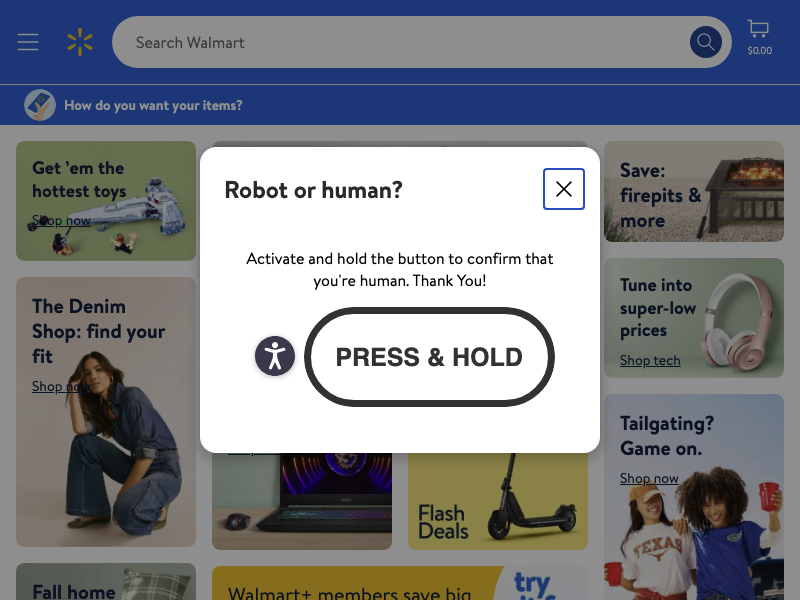 Search Walmart
$0.00
How do you want your items?
Get ’em the
hottest toys
Shop now
The Denim
Shop: find your
fit
Shop now
Fall home
Robot or human?
Activate and hold the button to confirm that
you're human. Thank You!
PRESS & HOLD
Flash
Deals
Walmart+ members save big
try
Save:
firepits &
more
Tune into
super-low
prices
Shop tech
Tailgating?
Game on.
Shop now
TEXAS